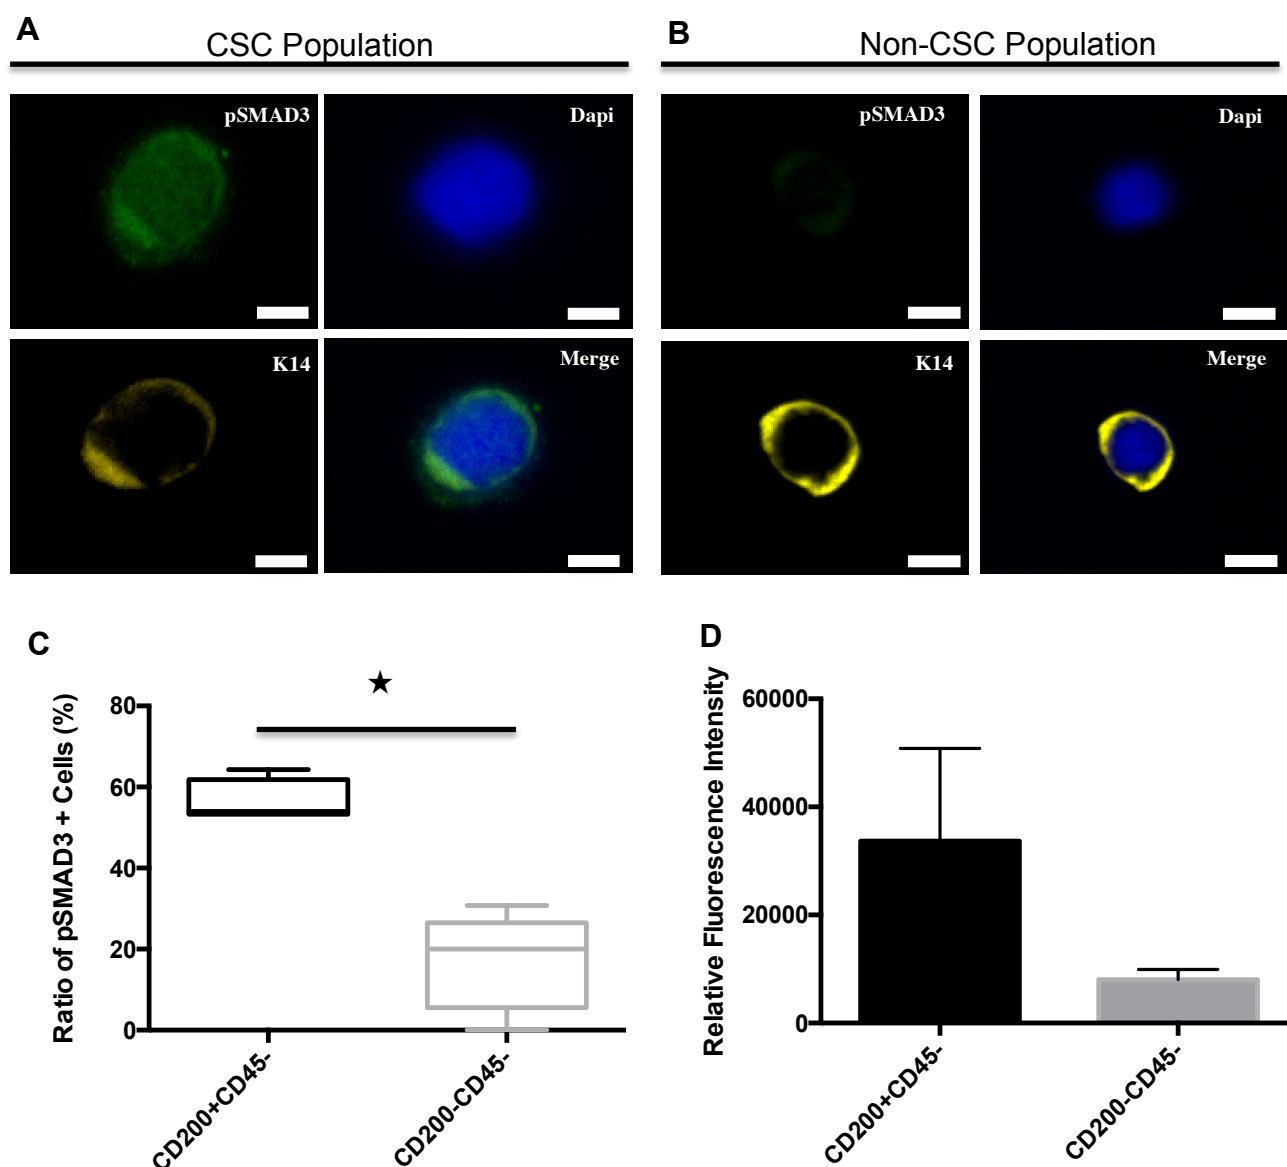 A
CSC Population
B
Non-CSC Population
pSMAD3
Dapi
pSMAD3
Dapi
K14
Merge
K14
Merge
C
Ratio of pSMAD3 + Cells (%)
80
60
40
20
0
CD200+CD45-
CD200-CD45-
D
Relative Fluorescence Intensity
60000
40000
20000
0
CD200+CD45-
CD200-CD45-